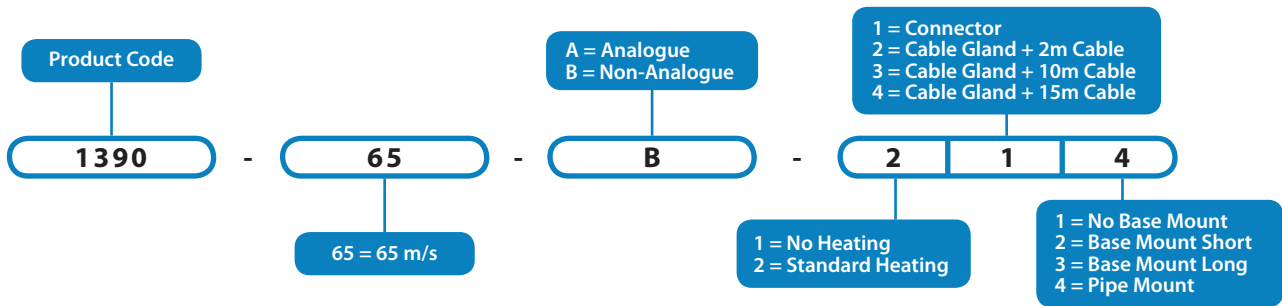 Product Code
A = Analogue
B = Non-Analogue
1 = Connector
2 = Cable Gland + 2m Cable
3 = Cable Gland + 10m Cable
4 = Cable Gland + 15m Cable
1390 - 65 - B - 2 1 4
65 = 65 m/s
1 = No Heating
2 = Standard Heating
1 = No Base Mount
2 = Base Mount Short
3 = Base Mount Long
4 = Pipe Mount